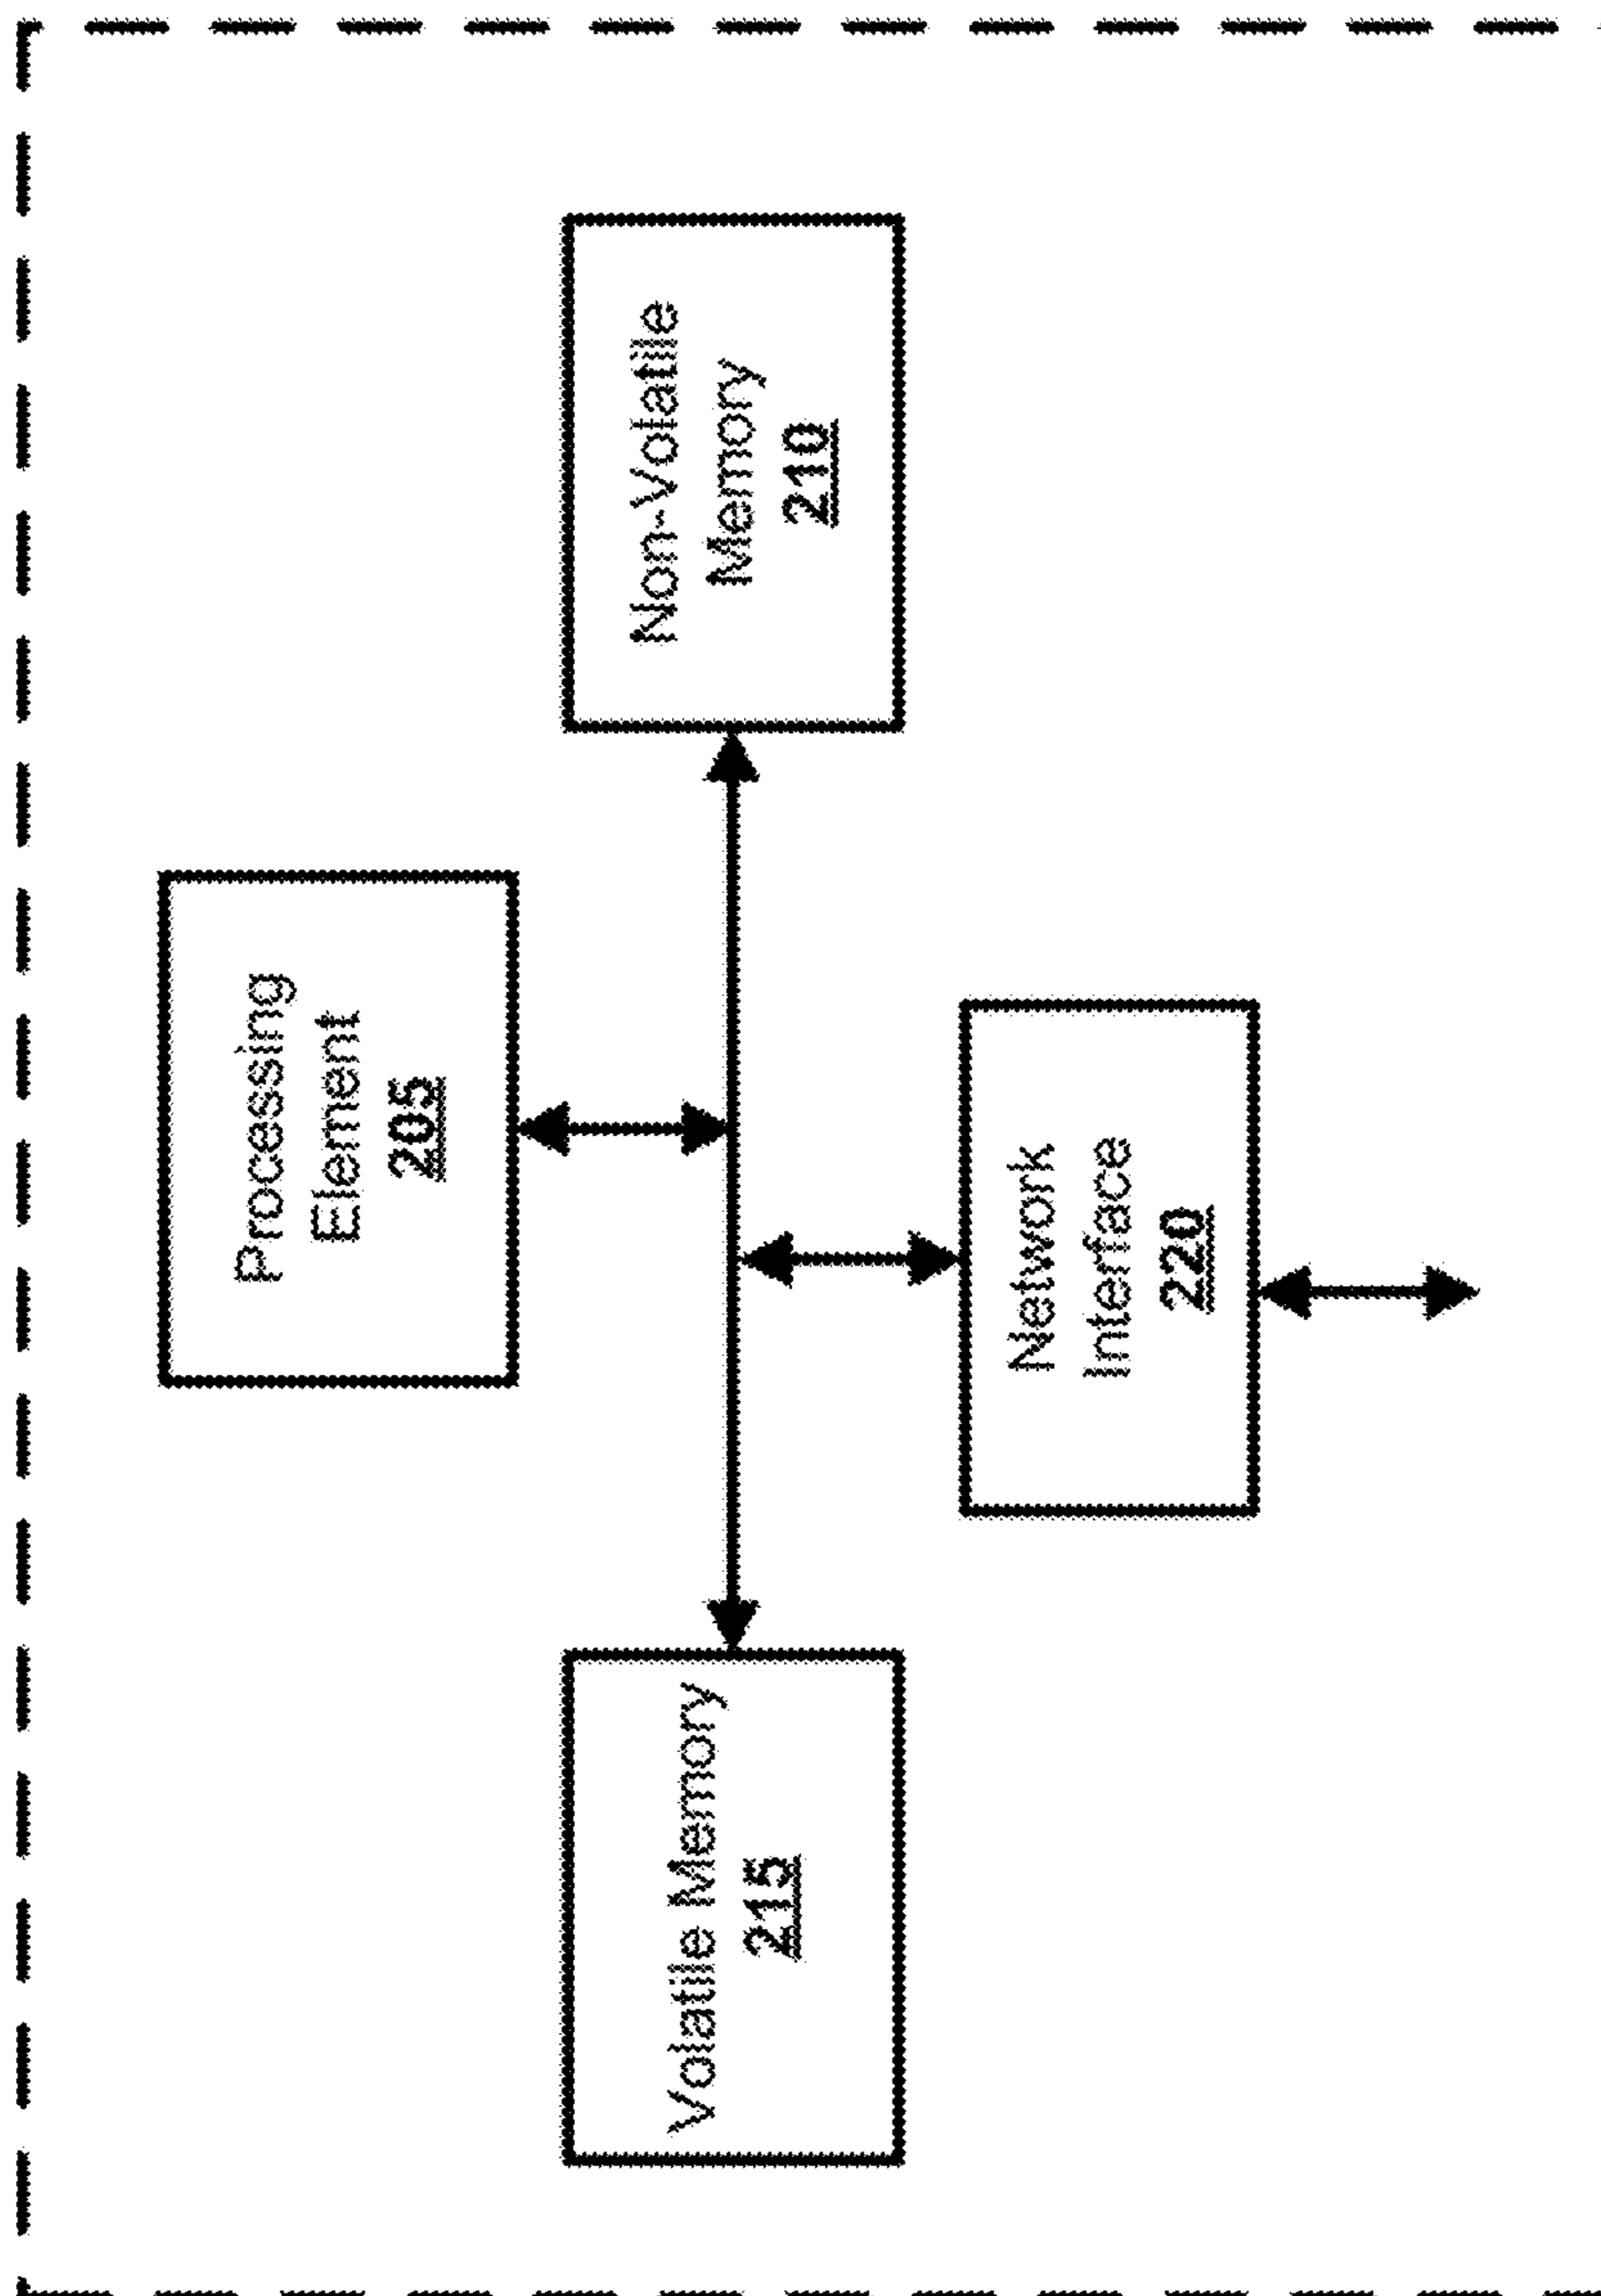 Processing
Element
205
Volatile Memory
215
Non-Volatile
Memory
210
Network
Interface
220